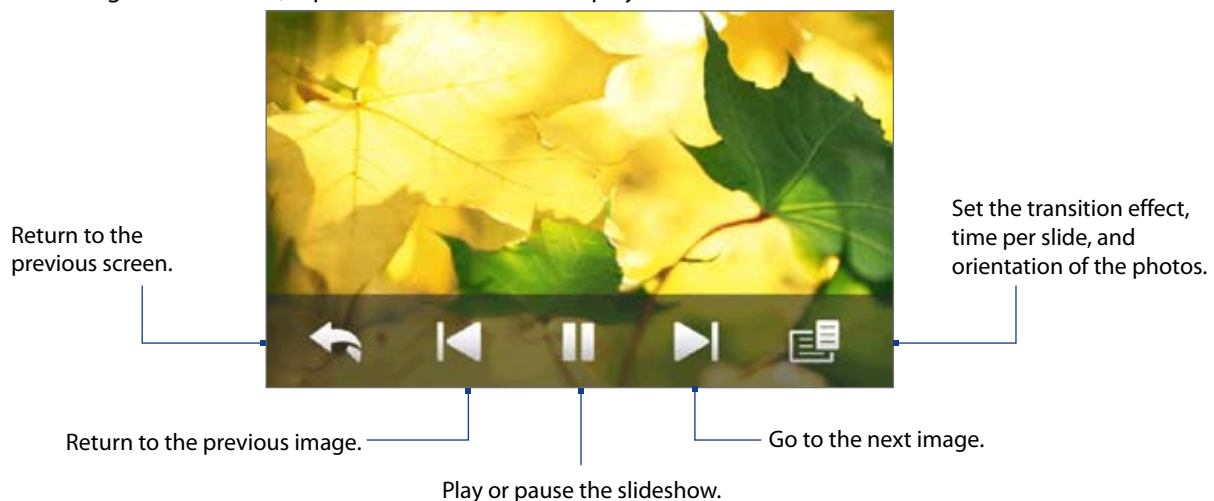 Return to the
previous screen.
Set the transition effect,
time per slide, and
orientation of the photos.
Return to the previous image.
Go to the next image.
Play or pause the slideshow.